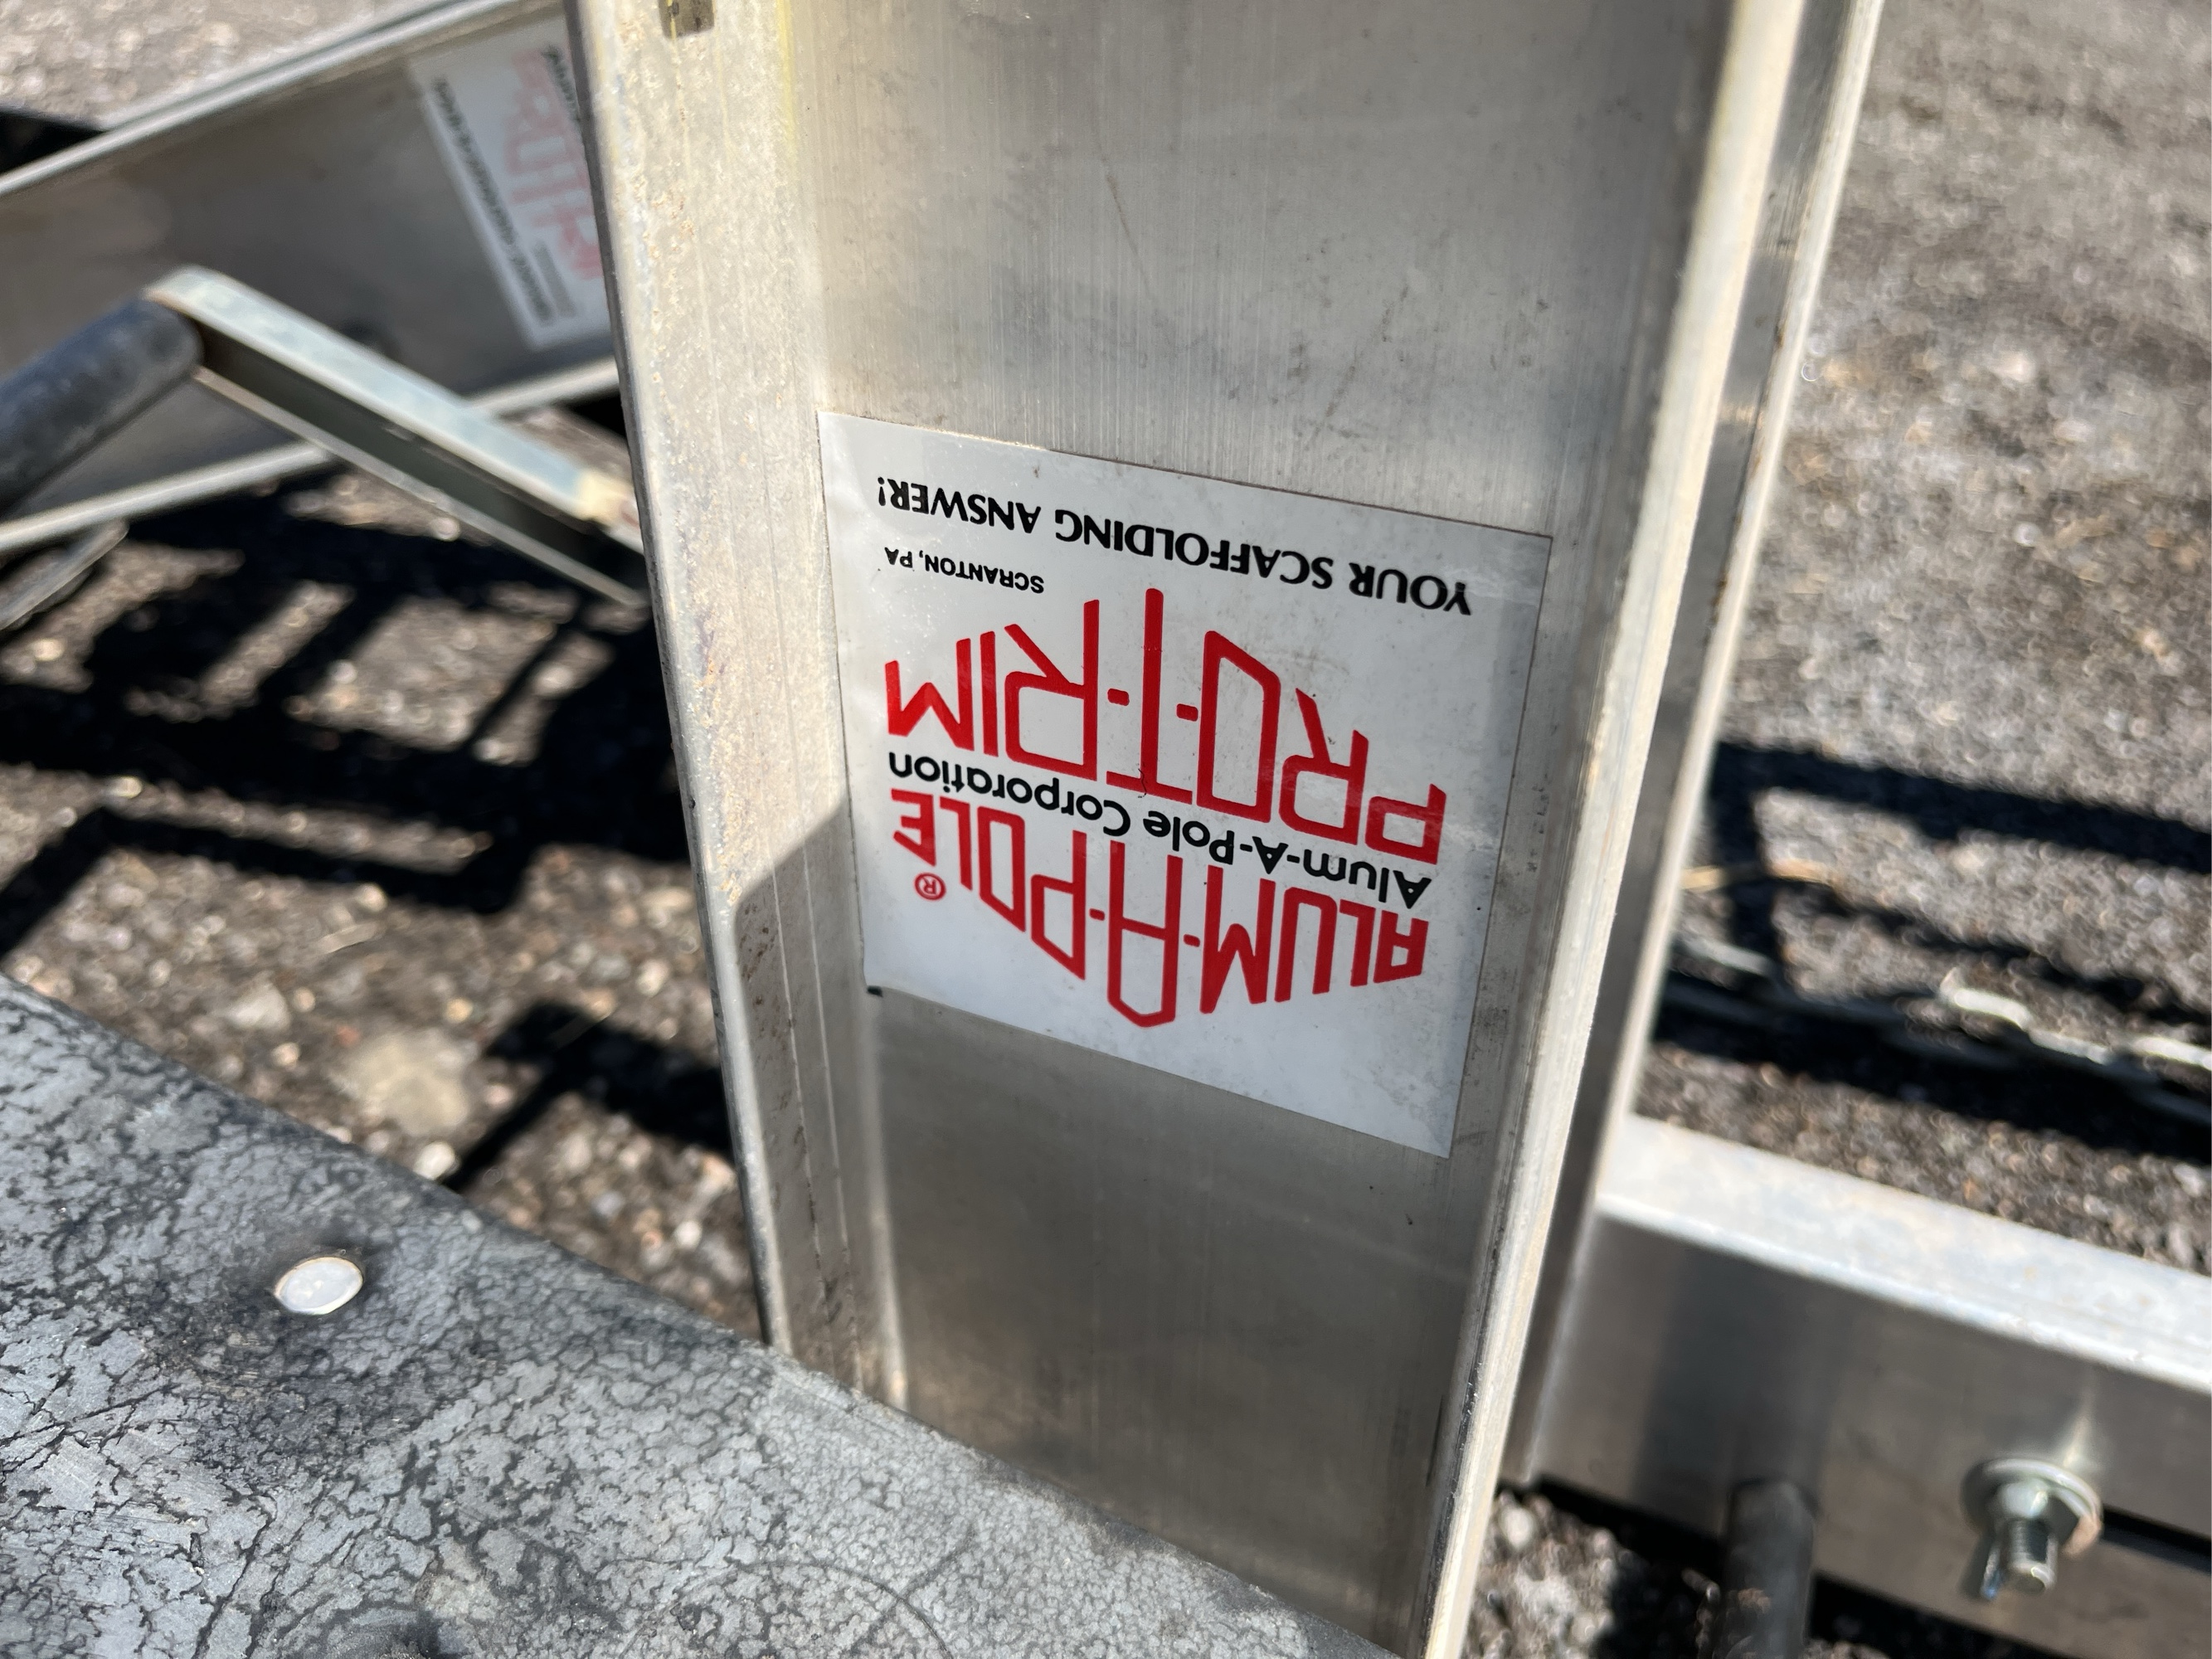 ALUM-A-POLE®
Alum-A-Pole Corporation
PRO-T-RIM
SCRANTON, PA
YOUR SCAFFOLDING ANSWER!